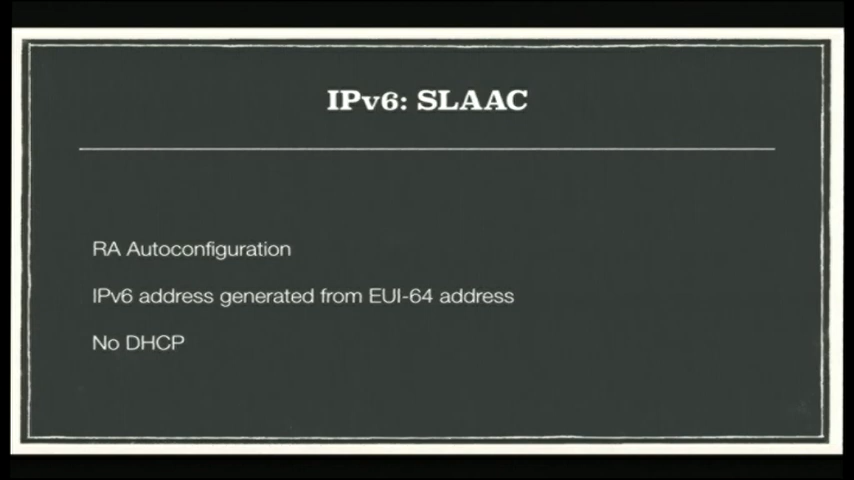 IPv6: SLAAC
RA Autoconfiguration
IPv6 address generated from EUI-64 address
No DHCP